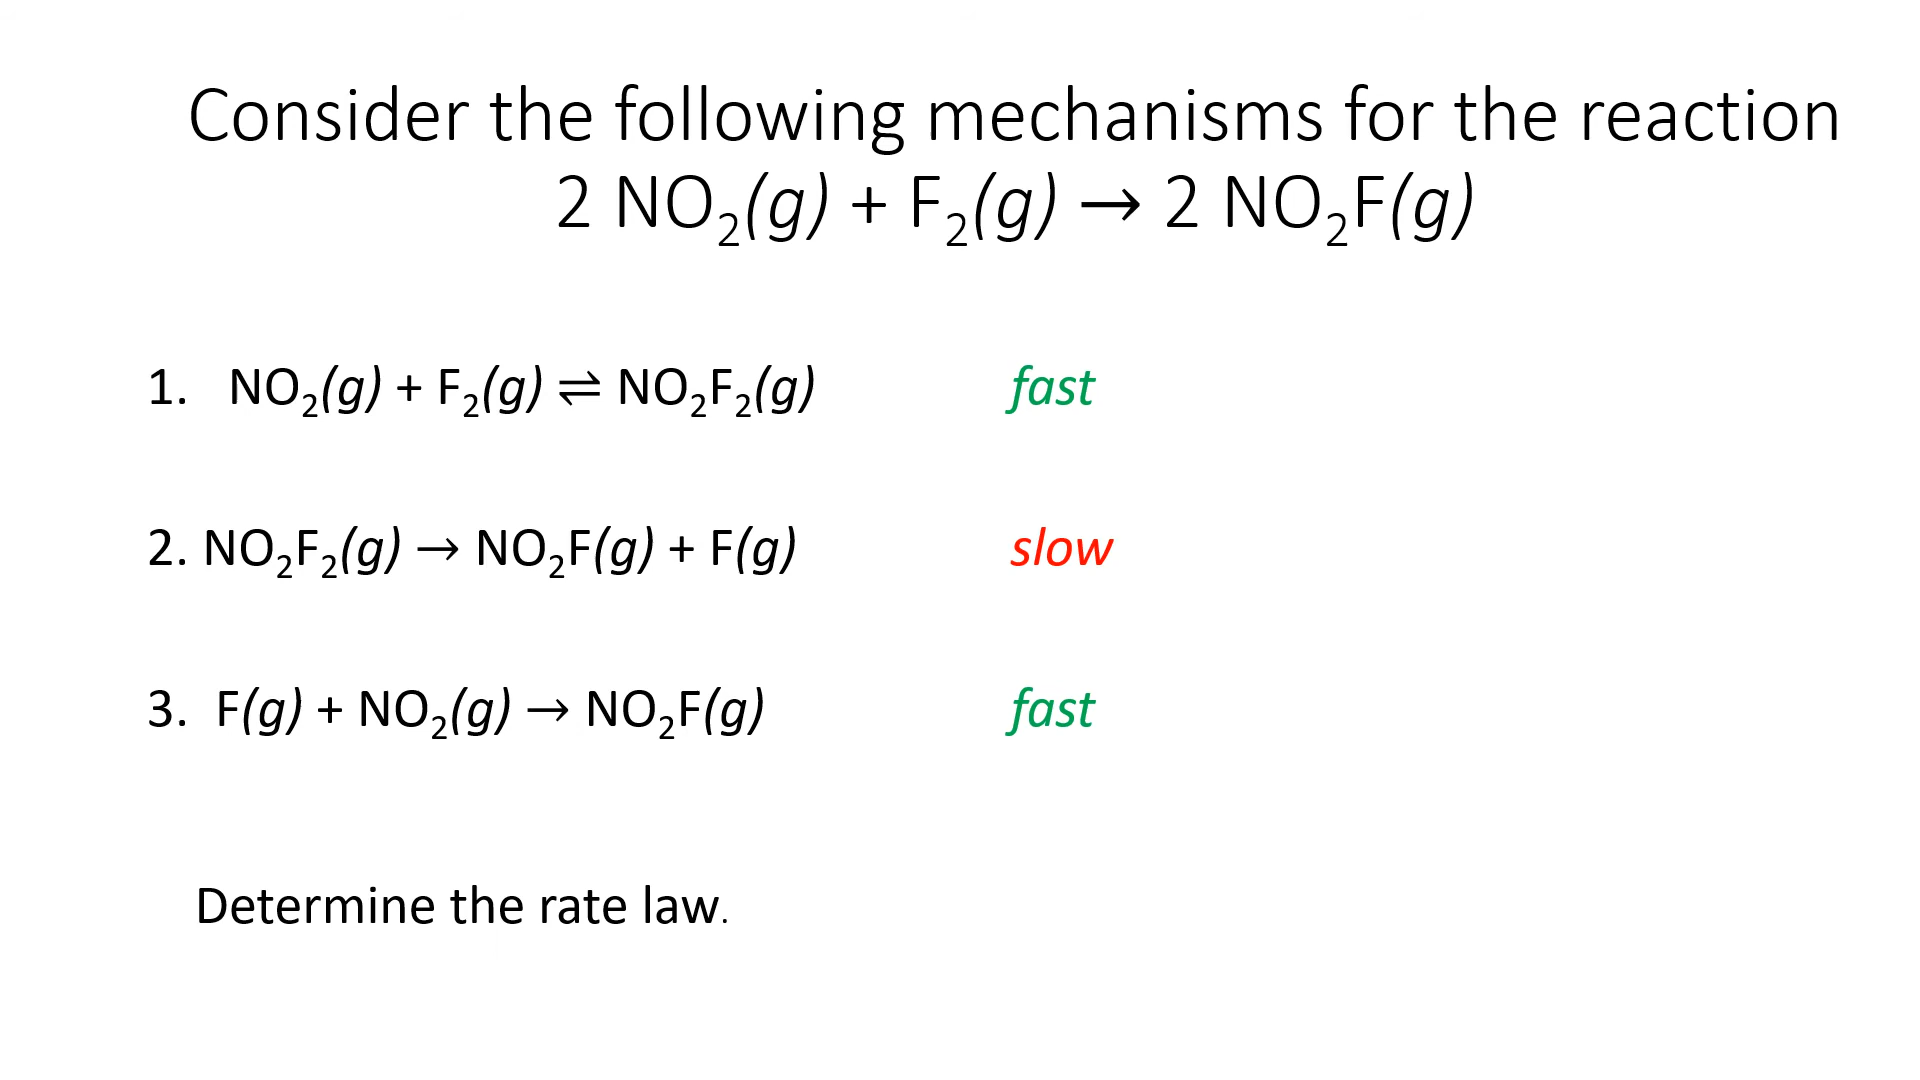 Consider the following mechanisms for the reaction
2 NO₂(g) + F₂(g) → 2 NO₂F(g)
1. NO₂(g) + F₂(g) ⇌ NO₂F₂(g) fast
2. NO₂F₂(g) → NO₂F(g) + F(g) slow
3. F(g) + NO₂(g) → NO₂F(g) fast
Determine the rate law.